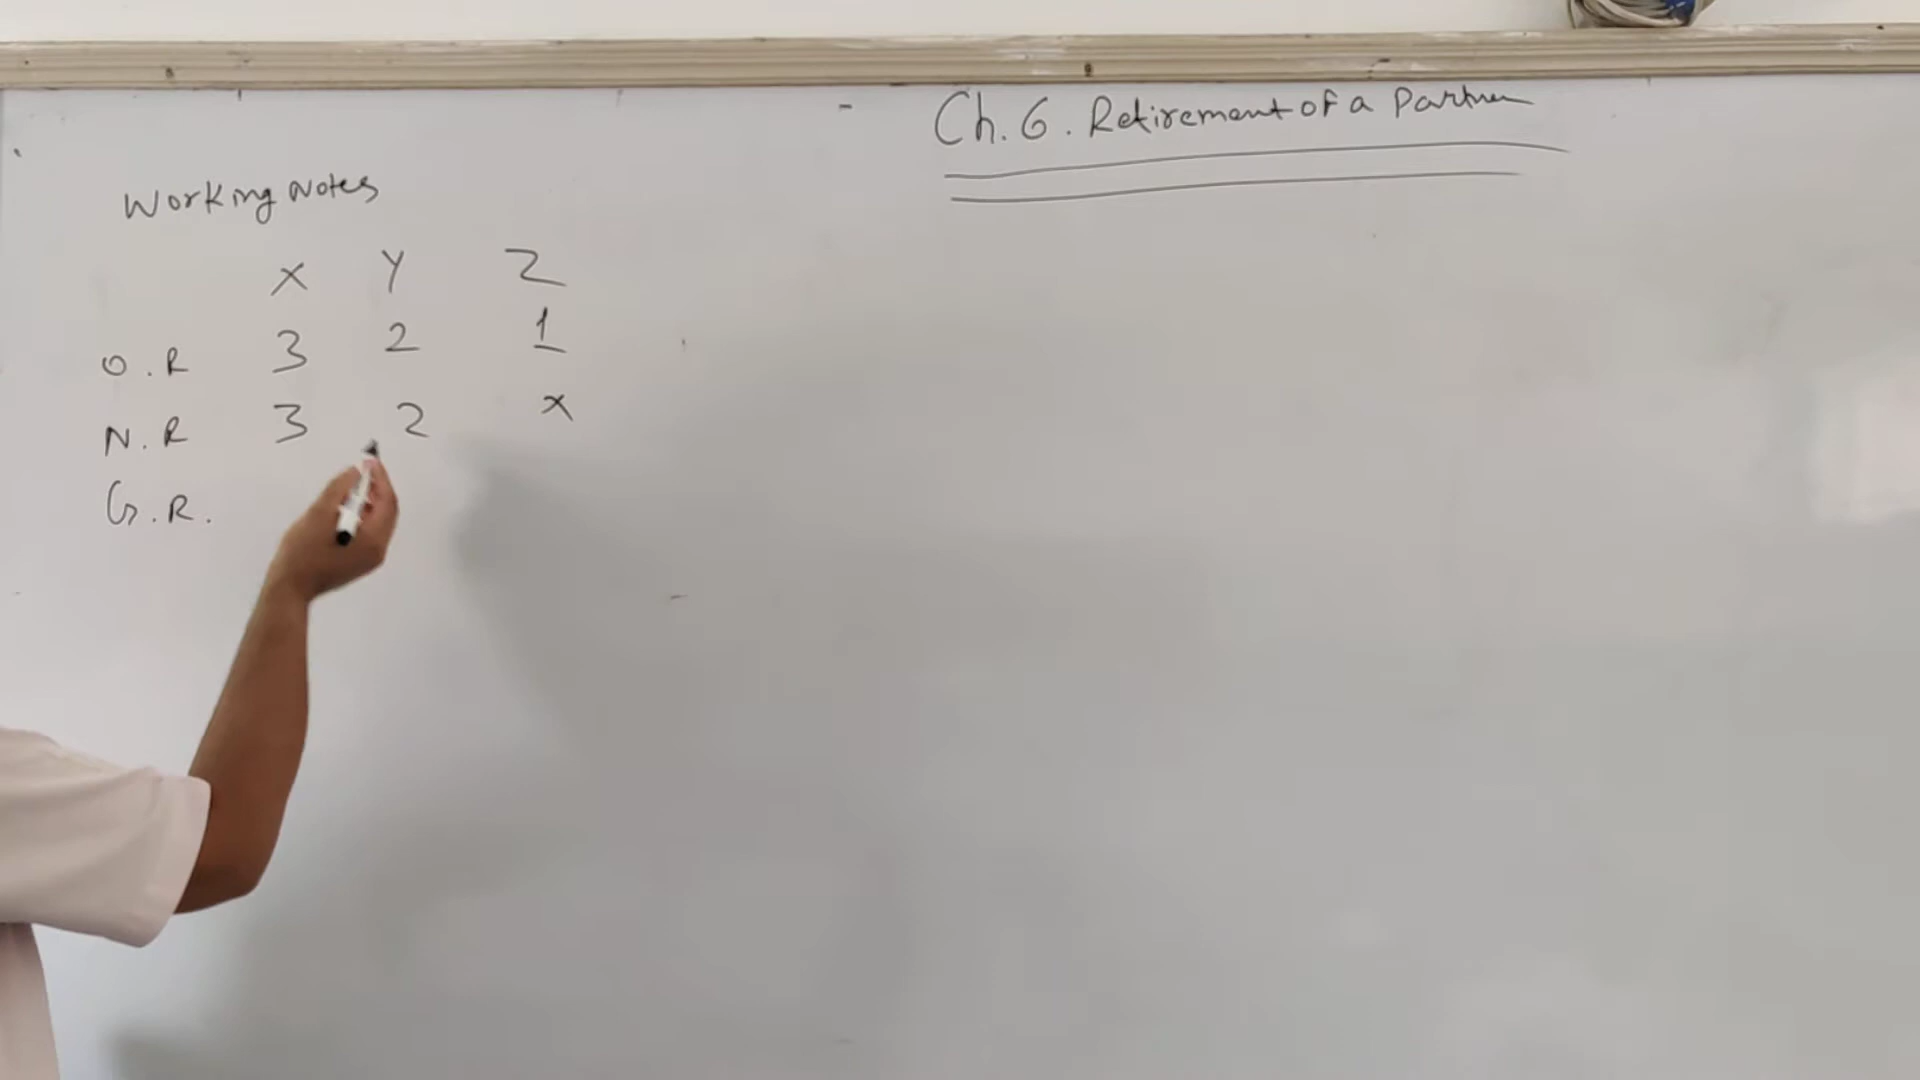 Ch. 6. Retirement of a Partner
Working Notes
X Y Z
O.R 3 2 1
N.R 3 2 x
G.R.